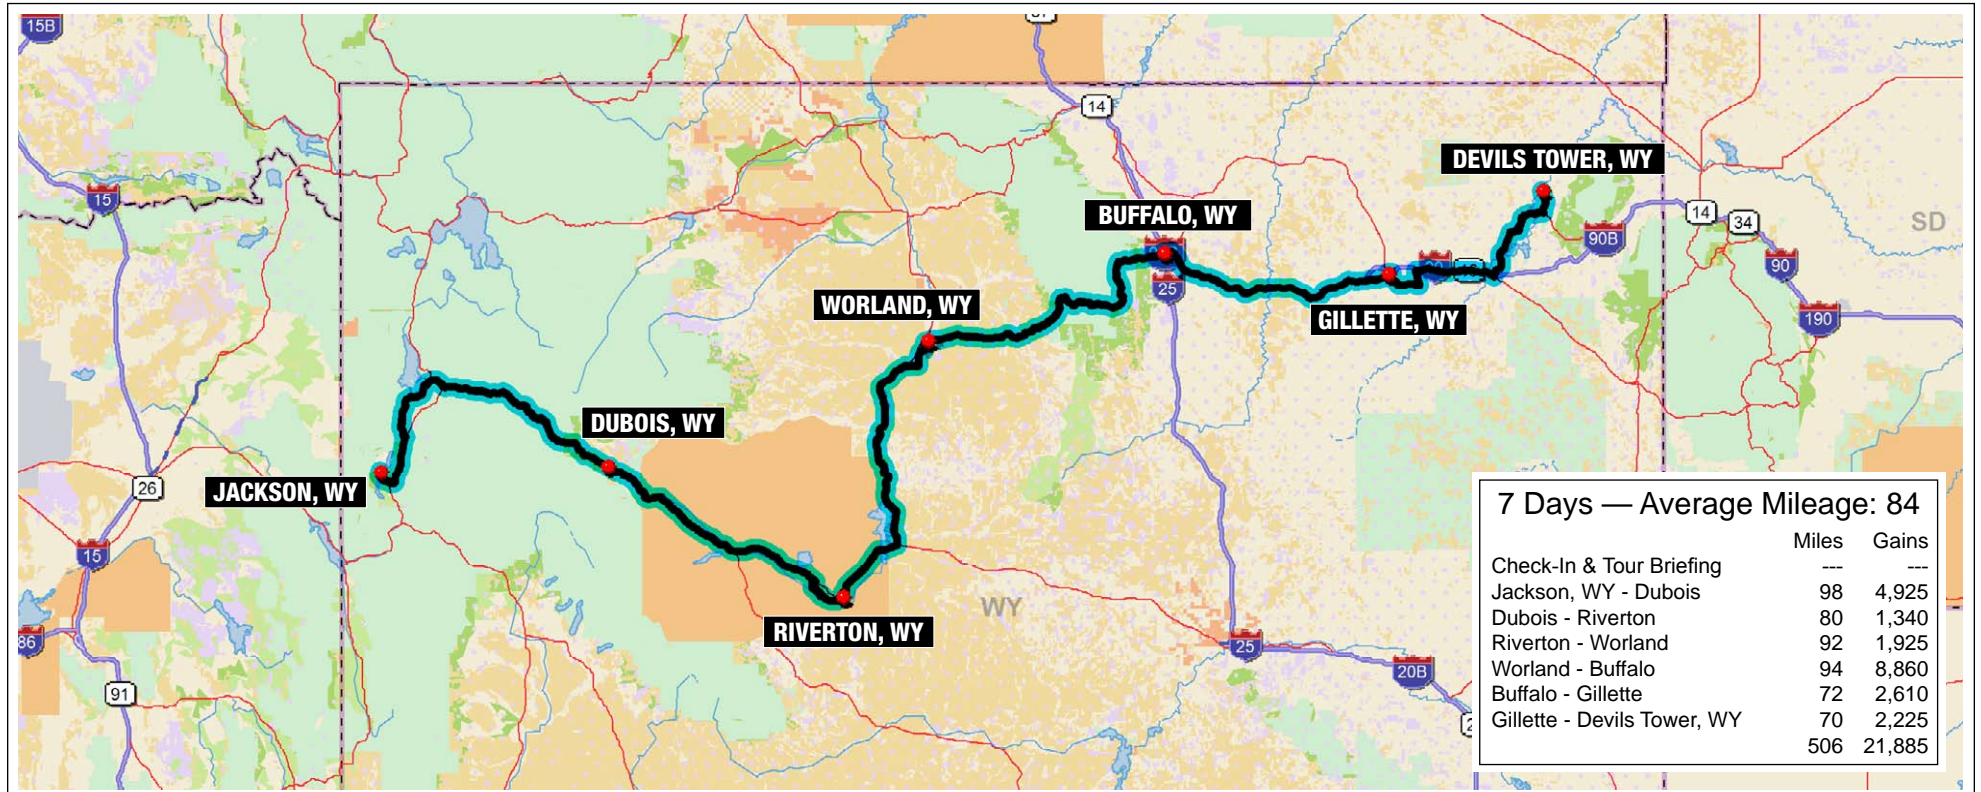 15B
14
DEVILS TOWER, WY
15
BUFFALO, WY
14
34
SD
90B
90
25
WORLAND, WY
GILLETTE, WY
190
DUBOIS, WY
JACKSON, WY
26
15
WY
RIVERTON, WY
86
25
20B
91
7 Days — Average Mileage: 84
Miles Gains
Check-In & Tour Briefing --- ---
Jackson, WY - Dubois 98 4,925
Dubois - Riverton 80 1,340
Riverton - Worland 92 1,925
Worland - Buffalo 94 8,860
Buffalo - Gillette 72 2,610
Gillette - Devils Tower, WY 70 2,225
506 21,885